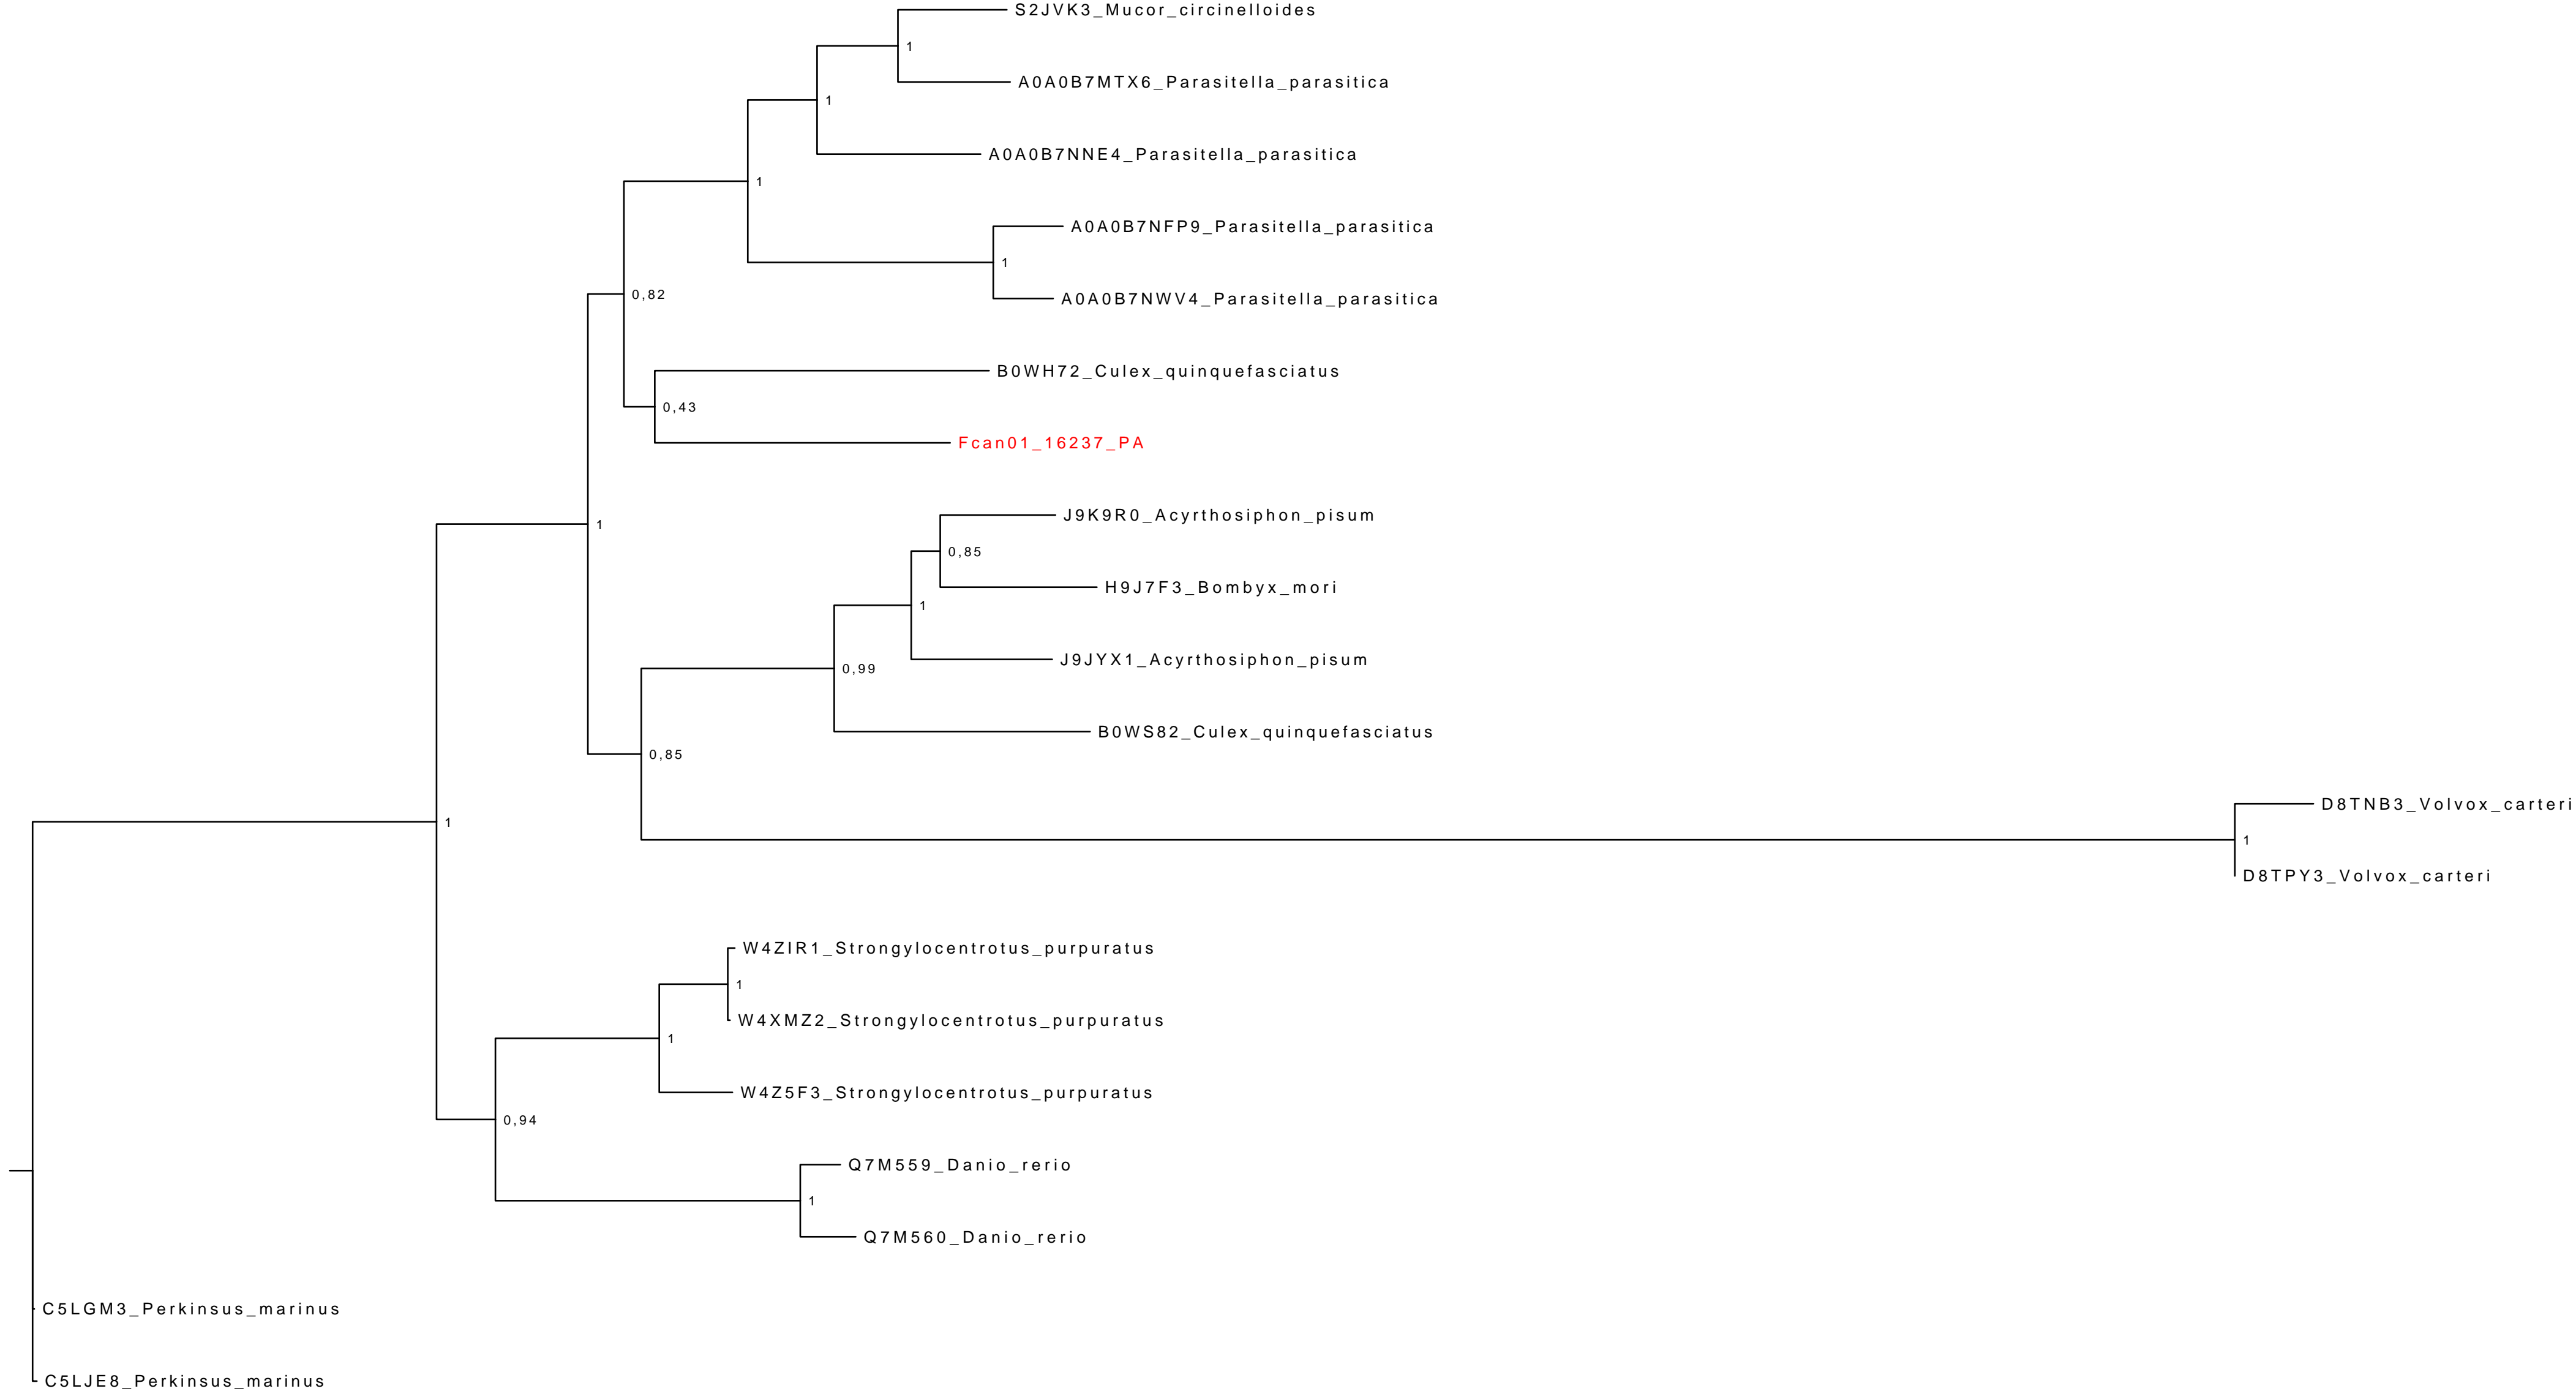 S2JVK3_Mucor_circinelloides
1
A0A0B7MTX6_Parasitella_parasitica
1
A0A0B7NNE4_Parasitella_parasitica
1
A0A0B7NFP9_Parasitella_parasitica
1
0,82
A0A0B7NWV4_Parasitella_parasitica
B0WH72_Culex_quinquefasciatus
0,43
Fcan01_16237_PA
J9K9R0_Acyrthosiphon_pisum
1
0,85
H9J7F3_Bombyx_mori
1
J9JYX1_Acyrthosiphon_pisum
0,99
B0WS82_Culex_quinquefasciatus
0,85
D8TNB3_Volvox_carteri
1
1
D8TPY3_Volvox_carteri
W4ZIR1_Strongylocentrotus_purpuratus
1
W4XMZ2_Strongylocentrotus_purpuratus
1
W4Z5F3_Strongylocentrotus_purpuratus
0,94
Q7M559_Danio_rerio
1
Q7M560_Danio_rerio
C5LGM3_Perkinsus_marinus
C5LJE8_Perkinsus_marinus